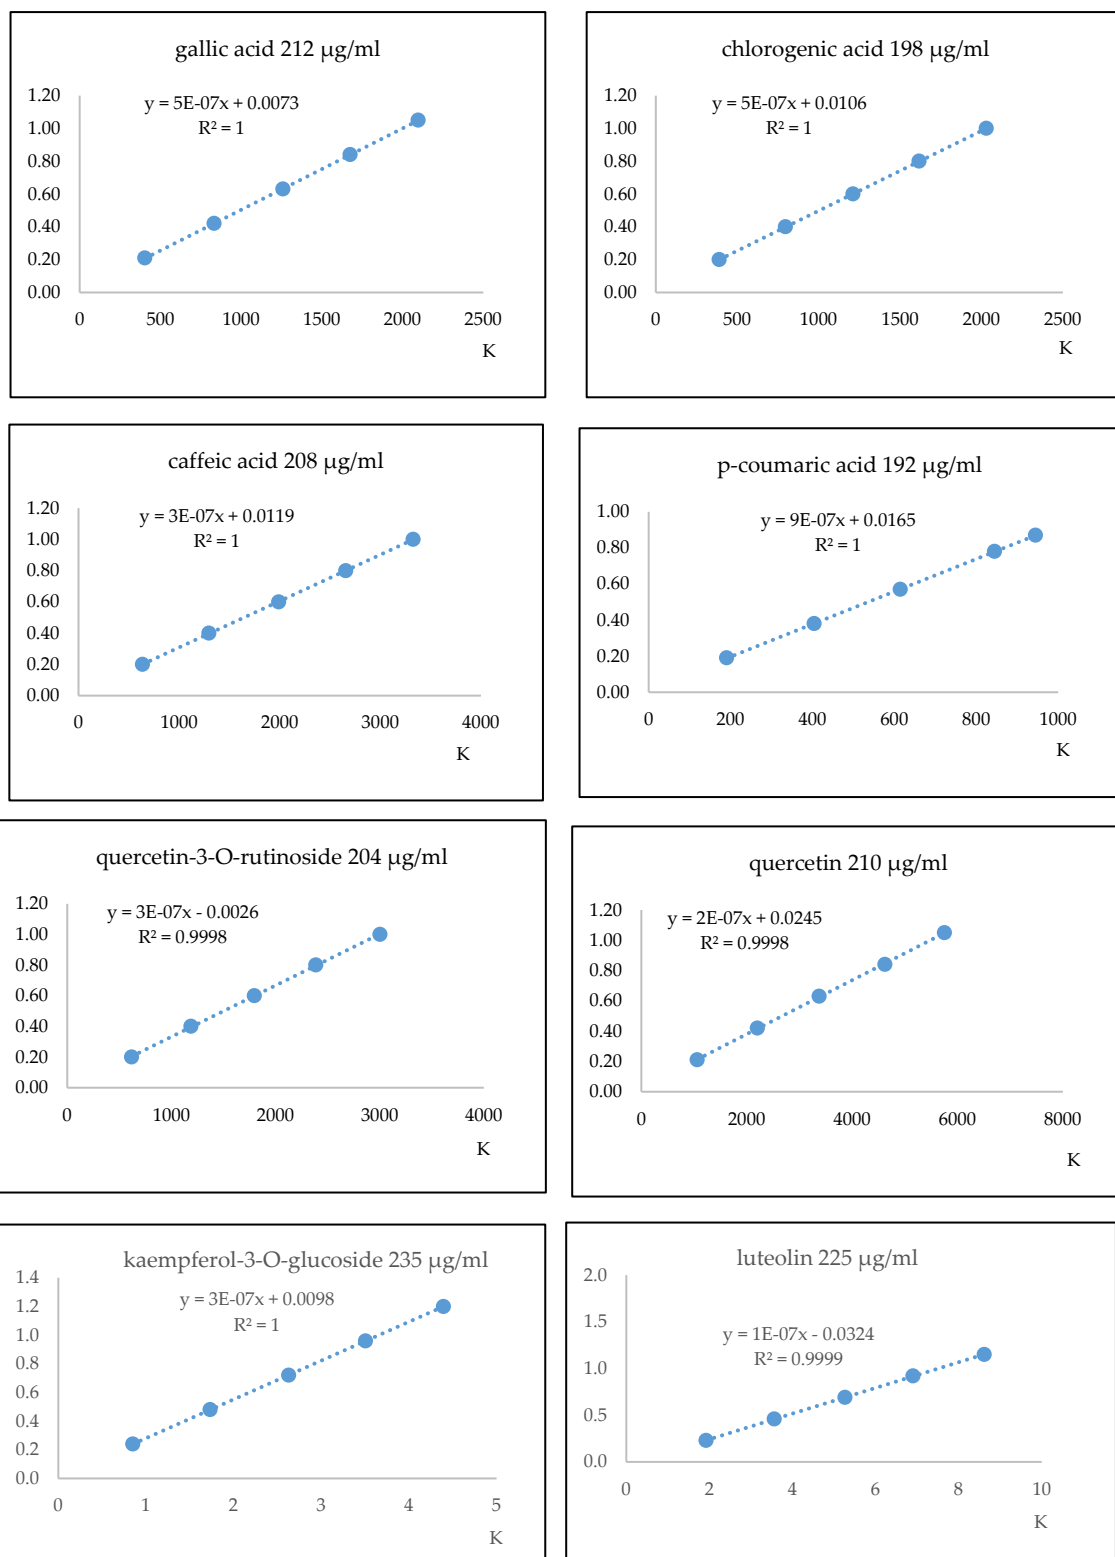 gallic acid 212 µg/ml
y = 5E-07x + 0.0073
R² = 1
1.20
1.00
0.80
0.60
0.40
0.20
0.00
0 500 1000 1500 2000 2500
K
chlorogenic acid 198 µg/ml
y = 5E-07x + 0.0106
R² = 1
1.20
1.00
0.80
0.60
0.40
0.20
0.00
0 500 1000 1500 2000 2500
K
caffeic acid 208 µg/ml
y = 3E-07x + 0.0119
R² = 1
1.20
1.00
0.80
0.60
0.40
0.20
0.00
0 1000 2000 3000 4000
K
p-coumaric acid 192 µg/ml
y = 9E-07x + 0.0165
R² = 1
1.00
0.80
0.60
0.40
0.20
0.00
0 200 400 600 800 1000
K
quercetin-3-O-rutinoside 204 µg/ml
y = 3E-07x - 0.0026
R² = 0.9998
1.20
1.00
0.80
0.60
0.40
0.20
0.00
0 1000 2000 3000 4000
K
quercetin 210 µg/ml
y = 2E-07x + 0.0245
R² = 0.9998
1.20
1.00
0.80
0.60
0.40
0.20
0.00
0 2000 4000 6000 8000
K
kaempferol-3-O-glucoside 235 µg/ml
y = 3E-07x + 0.0098
R² = 1
1.4
1.2
1.0
0.8
0.6
0.4
0.2
0.0
0 1 2 3 4 5
K
luteolin 225 µg/ml
y = 1E-07x - 0.0324
R² = 0.9999
2.0
1.5
1.0
0.5
0.0
0 2 4 6 8 10
K